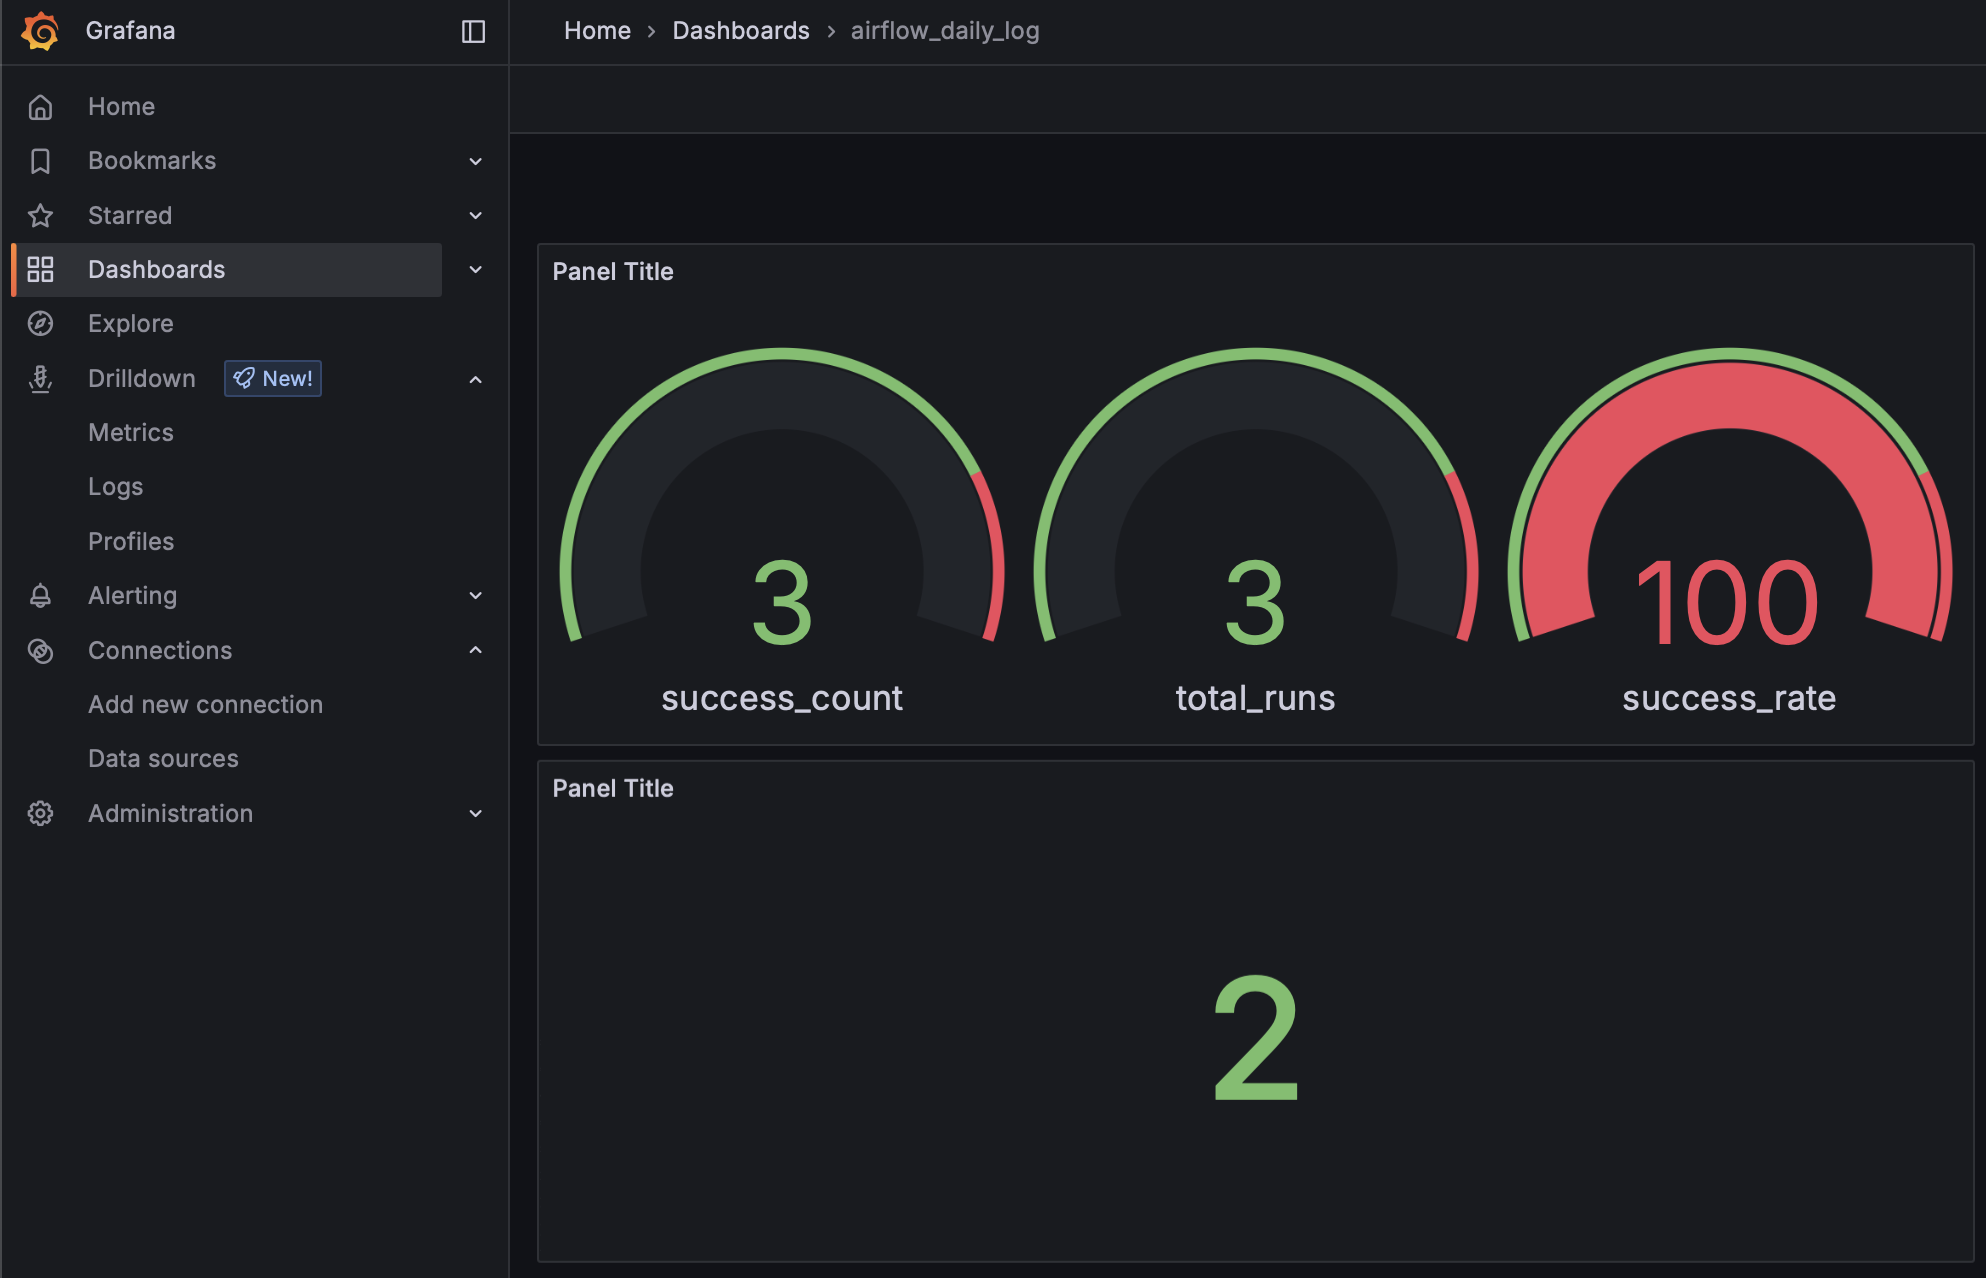 Grafana
Home
Bookmarks
Starred
Dashboards
Explore
Drilldown New!
Metrics
Logs
Profiles
Alerting
Connections
Add new connection
Data sources
Administration
Home › Dashboards › airflow_daily_log
Panel Title
3 3 100
success_count total_runs success_rate
Panel Title
2